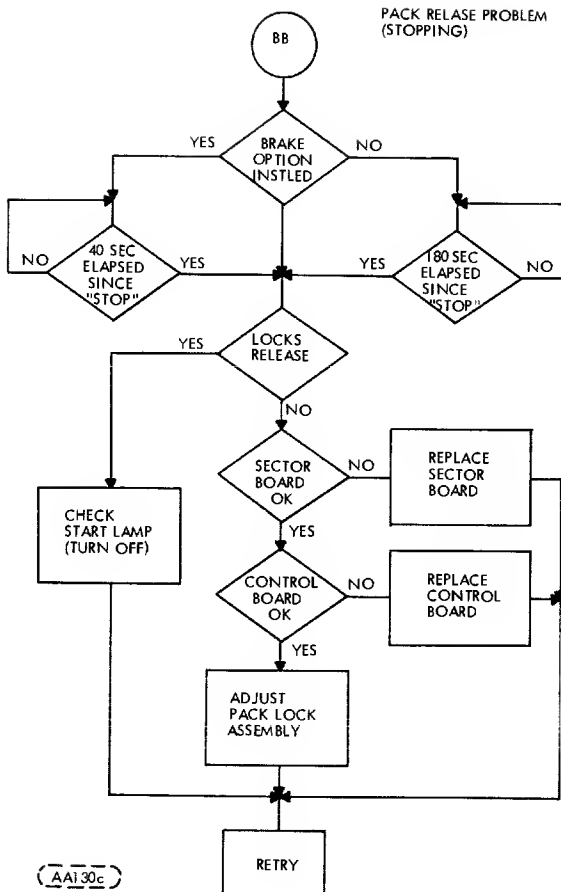 PACK RELASE PROBLEM
(STOPPING)
BB
YES
BRAKE
OPTION
INSTLED
NO
NO
40 SEC
ELAPSED
SINCE
"STOP"
YES
YES
180 SEC
ELAPSED
SINCE
"STOP"
NO
YES
LOCKS
RELEASE
NO
SECTOR
BOARD
OK
NO
REPLACE
SECTOR
BOARD
CHECK
START LAMP
(TURN OFF)
YES
CONTROL
BOARD
OK
NO
REPLACE
CONTROL
BOARD
YES
ADJUST
PACK LOCK
ASSEMBLY
RETRY
AA130c